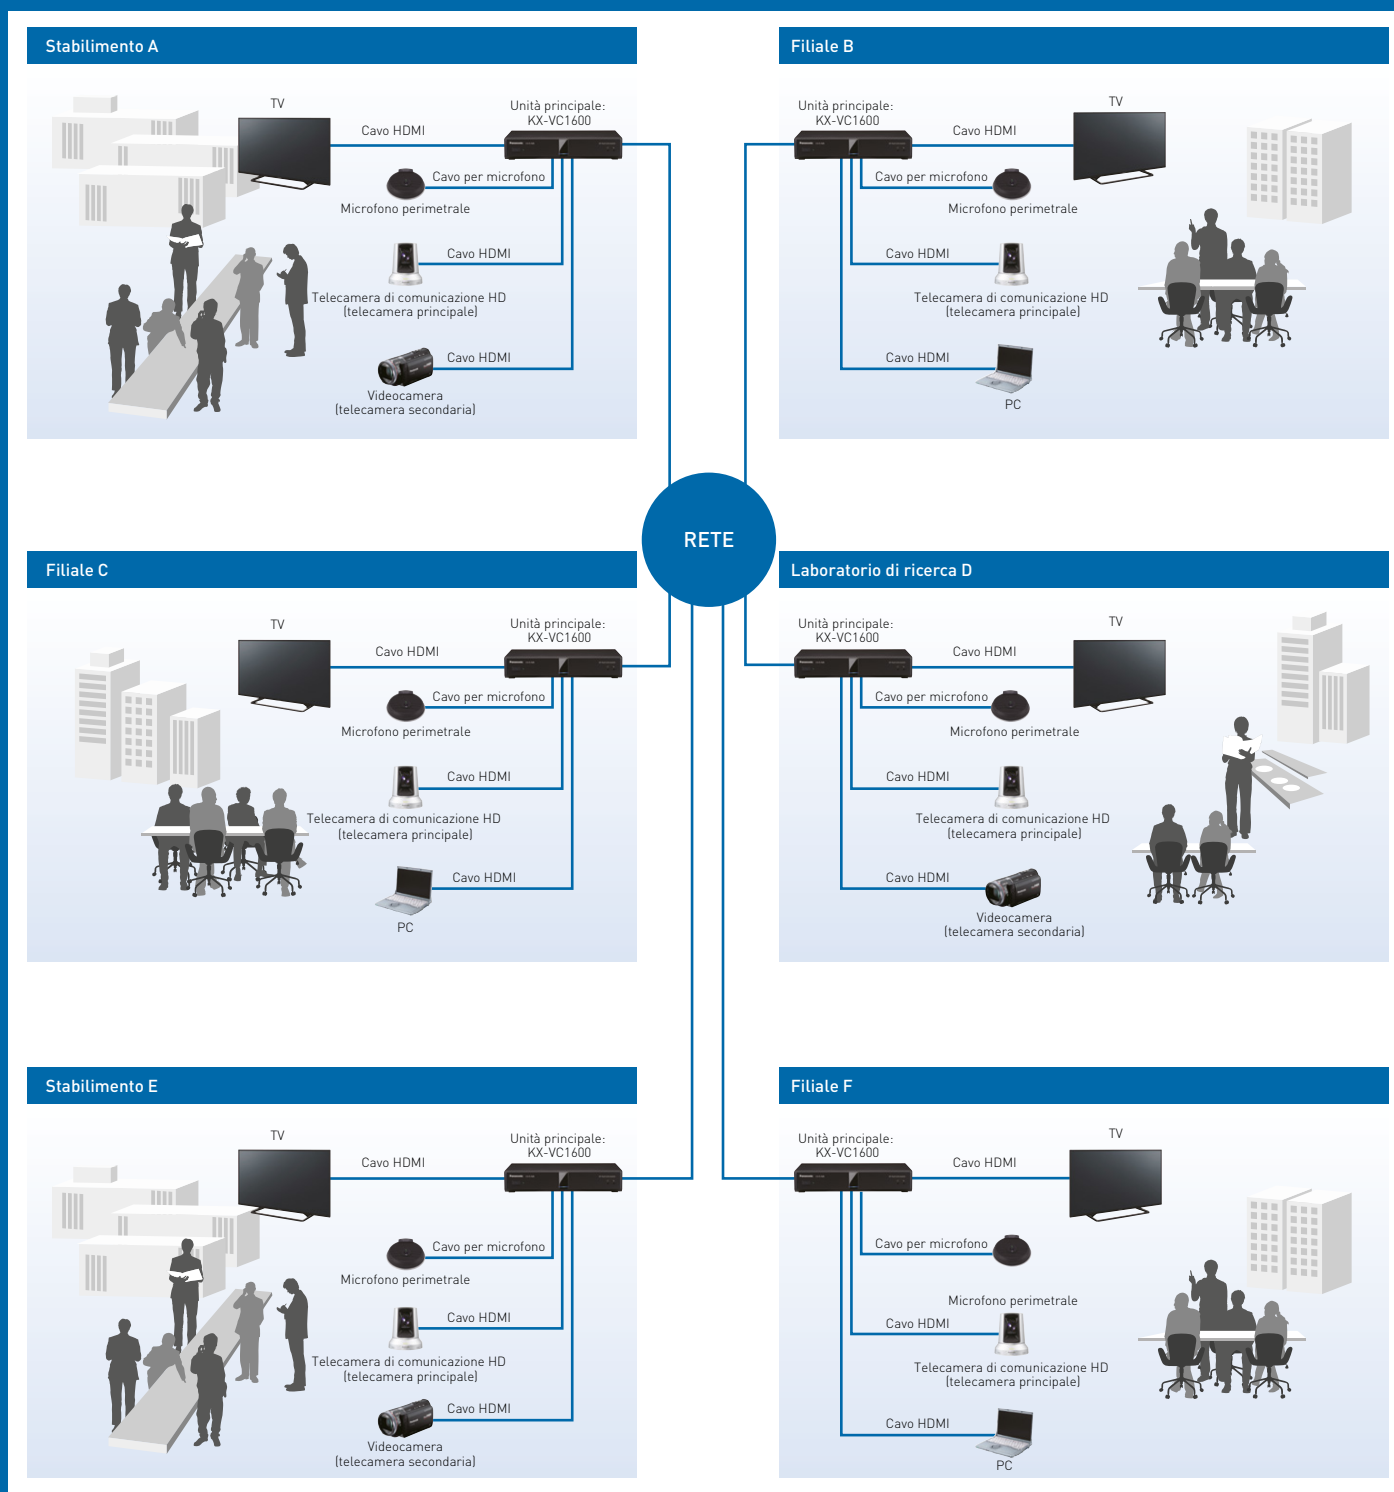 Stabilimento A
TV
Unità principale:
KX-VC1600
Cavo HDMI
Cavo per microfono
Microfono perimetrale
Cavo HDMI
Telecamera di comunicazione HD
(telecamera principale)
Cavo HDMI
Videocamera
(telecamera secondaria)
Filiale B
Unità principale:
KX-VC1600
TV
Cavo HDMI
Cavo per microfono
Microfono perimetrale
Cavo HDMI
Telecamera di comunicazione HD
(telecamera principale)
Cavo HDMI
PC
RETE
Filiale C
TV
Unità principale:
KX-VC1600
Cavo HDMI
Cavo per microfono
Microfono perimetrale
Cavo HDMI
Telecamera di comunicazione HD
(telecamera principale)
Cavo HDMI
PC
Laboratorio di ricerca D
Unità principale:
KX-VC1600
TV
Cavo HDMI
Cavo per microfono
Microfono perimetrale
Cavo HDMI
Telecamera di comunicazione HD
(telecamera principale)
Cavo HDMI
Videocamera
(telecamera secondaria)
Stabilimento E
TV
Unità principale:
KX-VC1600
Cavo HDMI
Cavo per microfono
Microfono perimetrale
Cavo HDMI
Telecamera di comunicazione HD
(telecamera principale)
Cavo HDMI
Videocamera
(telecamera secondaria)
Filiale F
Unità principale:
KX-VC1600
TV
Cavo HDMI
Cavo per microfono
Microfono perimetrale
Cavo HDMI
Telecamera di comunicazione HD
(telecamera principale)
Cavo HDMI
PC